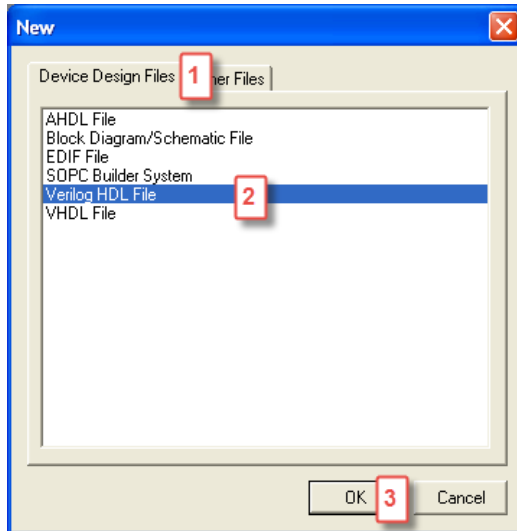 New
Device Design Files 1 her Files
AHDL File
Block Diagram/Schematic File
EDIF File
SOPC Builder System
Verilog HDL File 2
VHDL File
OK 3 Cancel